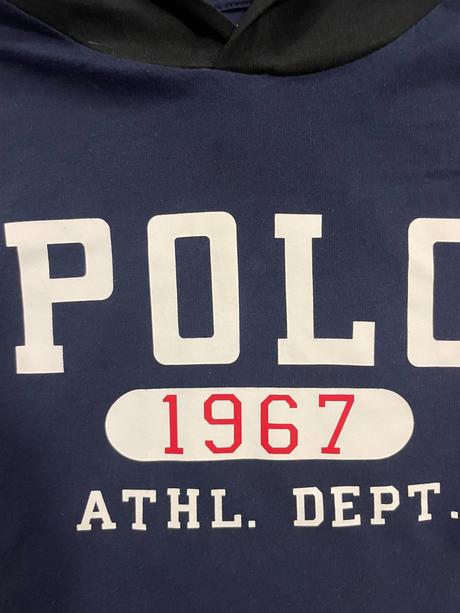 POLO
1967
ATHL. DEPT.